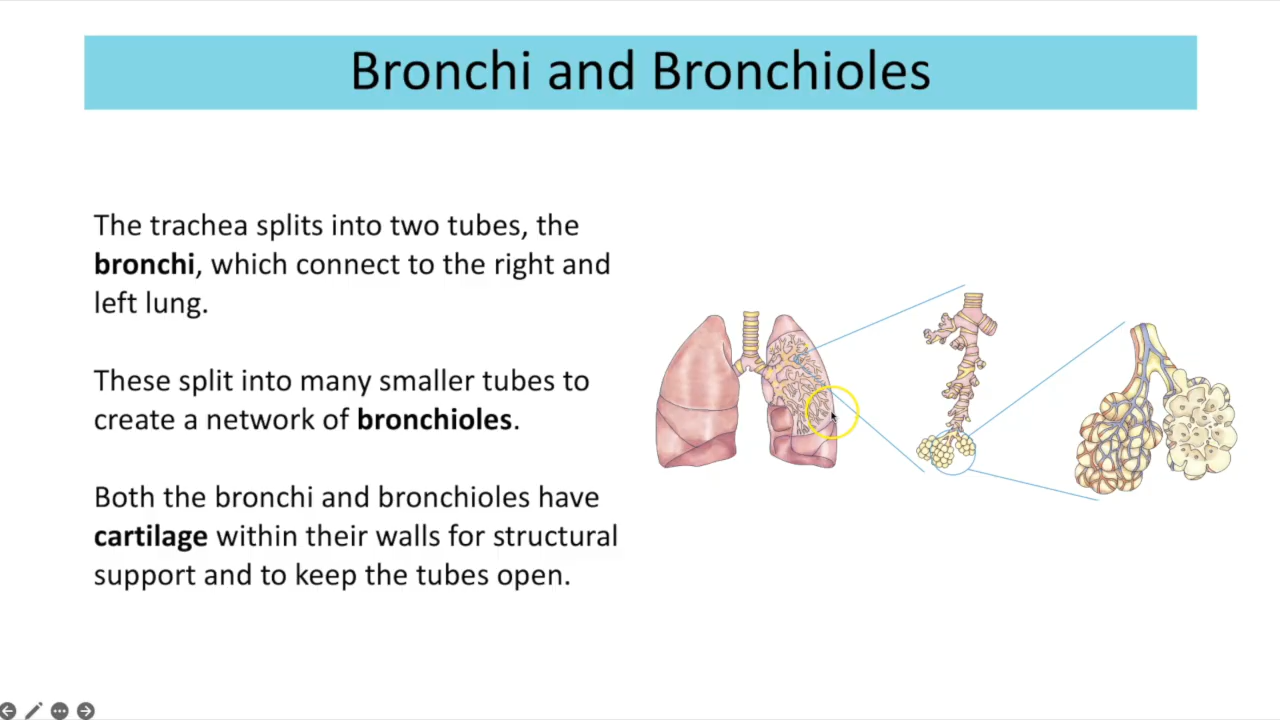 Bronchi and Bronchioles
The trachea splits into two tubes, the
bronchi, which connect to the right and
left lung.
These split into many smaller tubes to
create a network of bronchioles.
Both the bronchi and bronchioles have
cartilage within their walls for structural
support and to keep the tubes open.